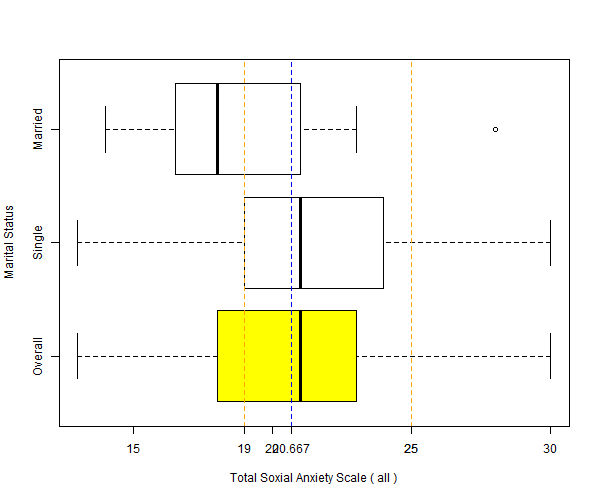 Married
Single
Overall
Marital Status
15 19 20 20.667 25 30
Total Soxial Anxiety Scale ( all )